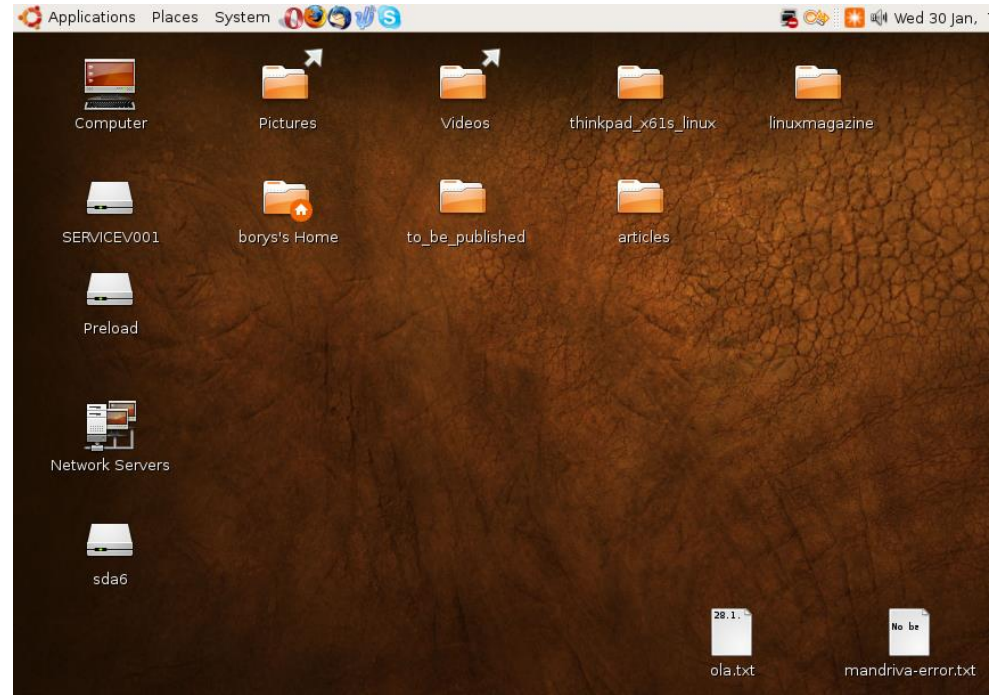 Applications Places System Wed 30 Jan,
Computer Pictures Videos thinkpad_x61s_linux linuxmagazine
SERVICEV001 borys's Home to_be_published articles
Preload
Network Servers
sda6
28.1. No be
ola.txt mandriva-error.txt